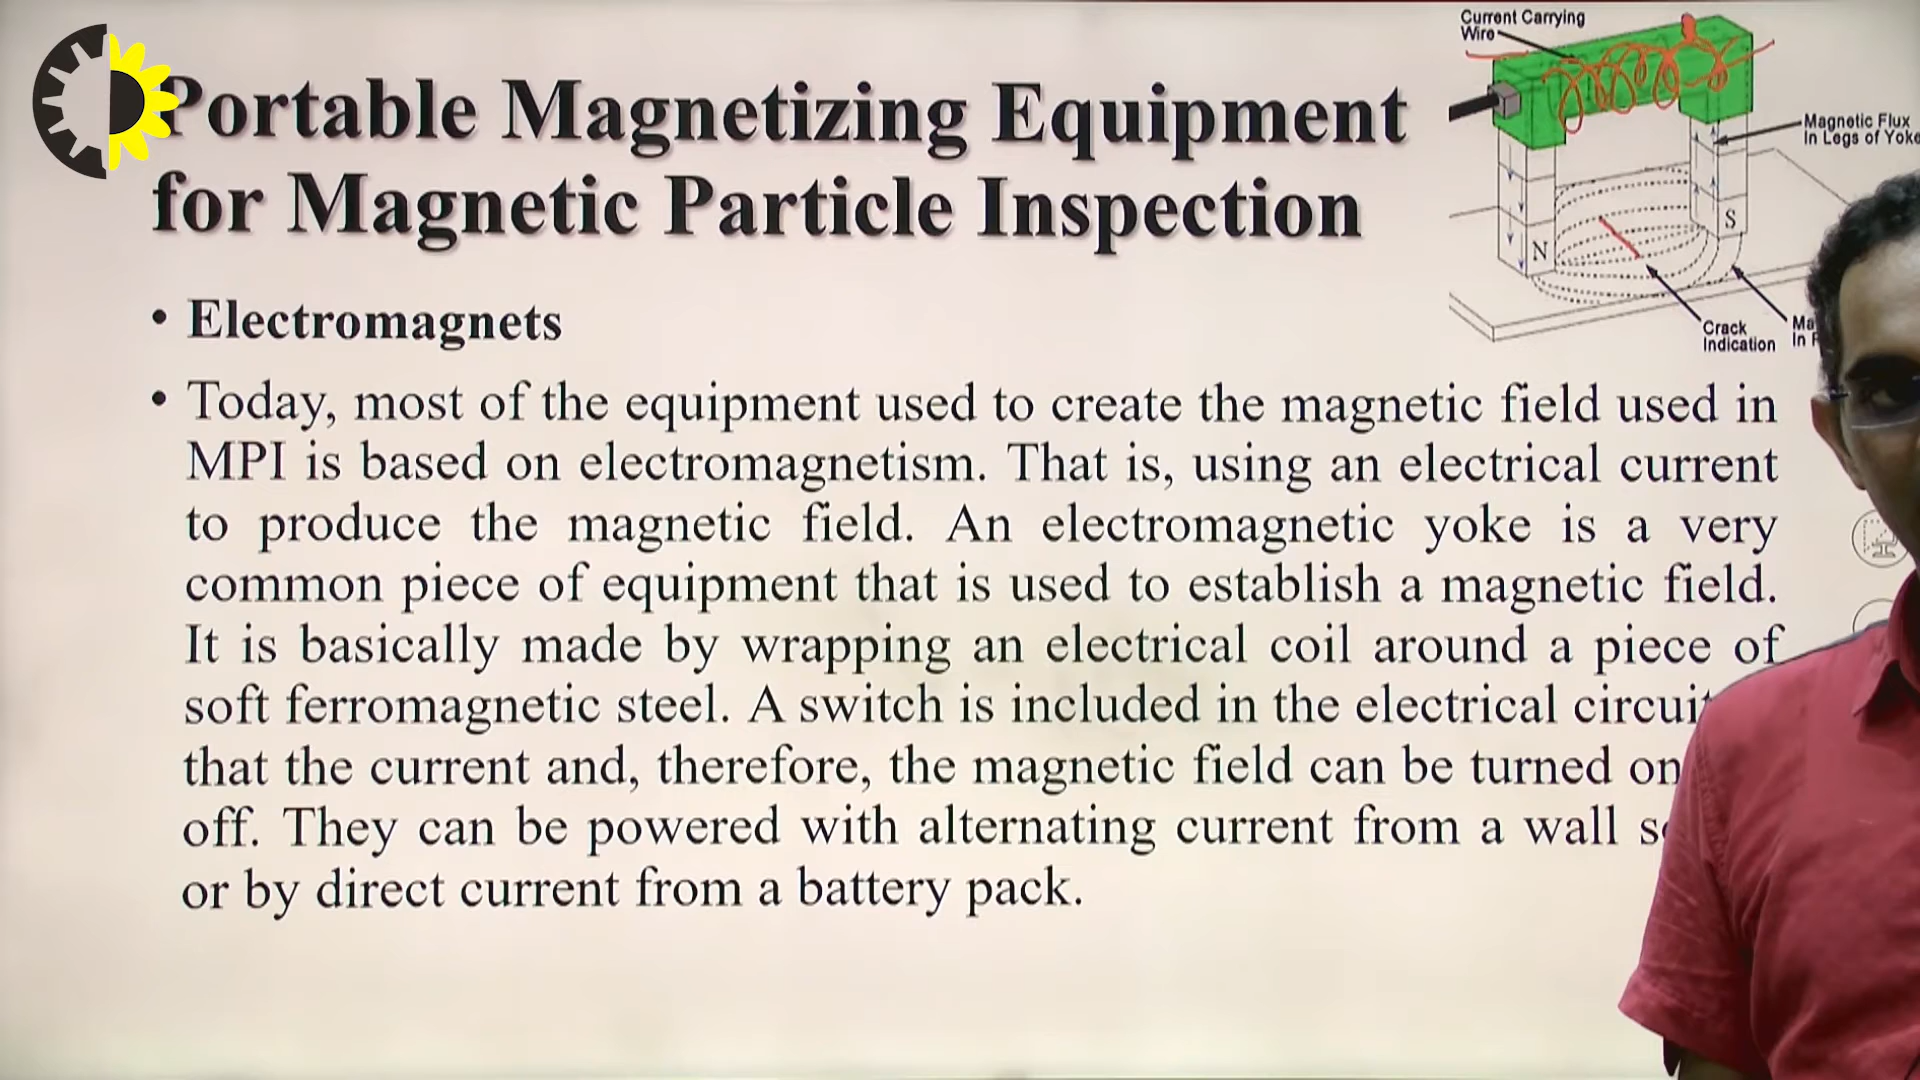 Current Carrying
Wire
Portable Magnetizing Equipment
for Magnetic Particle Inspection
Magnetic Flux
In Legs of Yoke
N
S
Crack
Indication
• Electromagnets
• Today, most of the equipment used to create the magnetic field used in
MPI is based on electromagnetism. That is, using an electrical current
to produce the magnetic field. An electromagnetic yoke is a very
common piece of equipment that is used to establish a magnetic field.
It is basically made by wrapping an electrical coil around a piece of
soft ferromagnetic steel. A switch is included in the electrical circuit
that the current and, therefore, the magnetic field can be turned on
off. They can be powered with alternating current from a wall
or by direct current from a battery pack.